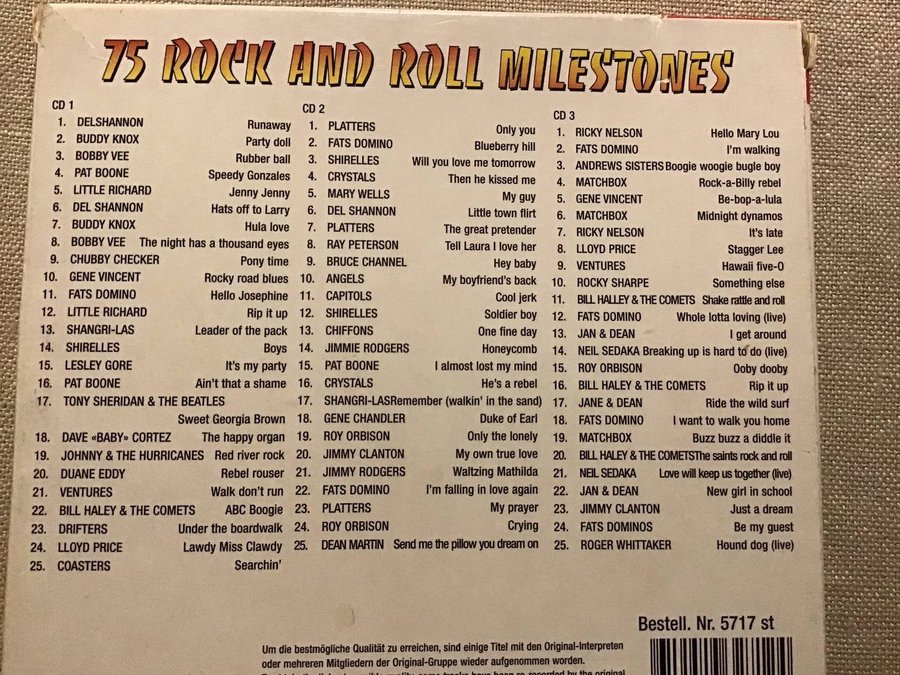 75 ROCK AND ROLL MILESTONES
CD 1
1. DELSHANNON Runaway
2. BUDDY KNOX Party doll
3. BOBBY VEE Rubber ball
4. PAT BOONE Speedy Gonzales
5. LITTLE RICHARD Jenny Jenny
6. DEL SHANNON Hats off to Larry
7. BUDDY KNOX Hula love
8. BOBBY VEE The night has a thousand eyes
9. CHUBBY CHECKER Pony time
10. GENE VINCENT Rocky road blues
11. FATS DOMINO Hello Josephine
12. LITTLE RICHARD Rip it up
13. SHANGRI-LAS Leader of the pack
14. SHIRELLES Boys
15. LESLEY GORE It's my party
16. PAT BOONE Ain't that a shame
17. TONY SHERIDAN & THE BEATLES
Sweet Georgia Brown
18. DAVE «BABY» CORTEZ The happy organ
19. JOHNNY & THE HURRICANES Red river rock
20. DUANE EDDY Rebel rouser
21. VENTURES Walk don't run
22. BILL HALEY & THE COMETS ABC Boogie
23. DRIFTERS Under the boardwalk
24. LLOYD PRICE Lawdy Miss Clawdy
25. COASTERS Searchin'
CD 2
1. PLATTERS Only you
2. FATS DOMINO Blueberry hill
3. SHIRELLES Will you love me tomorrow
4. CRYSTALS Then he kissed me
5. MARY WELLS My guy
6. DEL SHANNON Little town flirt
7. PLATTERS The great pretender
8. RAY PETERSON Tell Laura I love her
9. BRUCE CHANNEL Hey baby
10. ANGELS My boyfriend's back
11. CAPITOLS Cool jerk
12. SHIRELLES Soldier boy
13. CHIFFONS One fine day
14. JIMMIE RODGERS Honeycomb
15. PAT BOONE I almost lost my mind
16. CRYSTALS He's a rebel
17. SHANGRI-LAS Remember (walkin' in the sand)
18. GENE CHANDLER Duke of Earl
19. ROY ORBISON Only the lonely
20. JIMMY CLANTON My own true love
21. JIMMY RODGERS Waltzing Mathilda
22. FATS DOMINO I'm falling in love again
23. PLATTERS My prayer
24. ROY ORBISON Crying
25. DEAN MARTIN Send me the pillow you dream on
CD 3
1. RICKY NELSON Hello Mary Lou
2. FATS DOMINO I'm walking
3. ANDREWS SISTERS Boogie woogie bugle boy
4. MATCHBOX Rock-a-Billy rebel
5. GENE VINCENT Be-bop-a-lula
6. MATCHBOX Midnight dynamos
7. RICKY NELSON It's late
8. LLOYD PRICE Stagger Lee
9. VENTURES Hawaii five-O
10. ROCKY SHARPE Something else
11. BILL HALLEY & THE COMETS Shake rattle and roll
12. FATS DOMINO Whole lotta loving (live)
13. JAN & DEAN I get around
14. NEIL SEDAKA Breaking up is hard to do (live)
15. ROY ORBISON Ooby dooby
16. BILL HALEY & THE COMETS Rip it up
17. JANE & DEAN Ride the wild surf
18. FATS DOMINO I want to walk you home
19. MATCHBOX Buzz buzz a diddle it
20. BILL HALEY & THE COMETS The saints rock and roll
21. NEIL SEDAKA Love will keep us together (live)
22. JAN & DEAN New girl in school
23. JIMMY CLANTON Just a dream
24. FATS DOMINOS Be my guest
25. ROGER WHITTAKER Hound dog (live)
Bestell. Nr. 5717 st
Um die bestmögliche Qualität zu erreichen, sind einige Titel mit den Original-Interpreten
oder mehreren Mitgliedern der Original-Gruppe wieder aufgenommen worden.